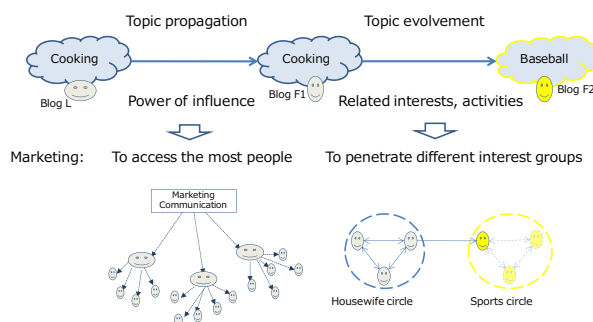 Topic propagation
Topic evolvement
Cooking
Cooking
Baseball
Blog L
Blog F1
Blog F2
Power of influence
Related interests, activities
Marketing:
To access the most people
To penetrate different interest groups
Marketing
Communication
Housewife circle
Sports circle